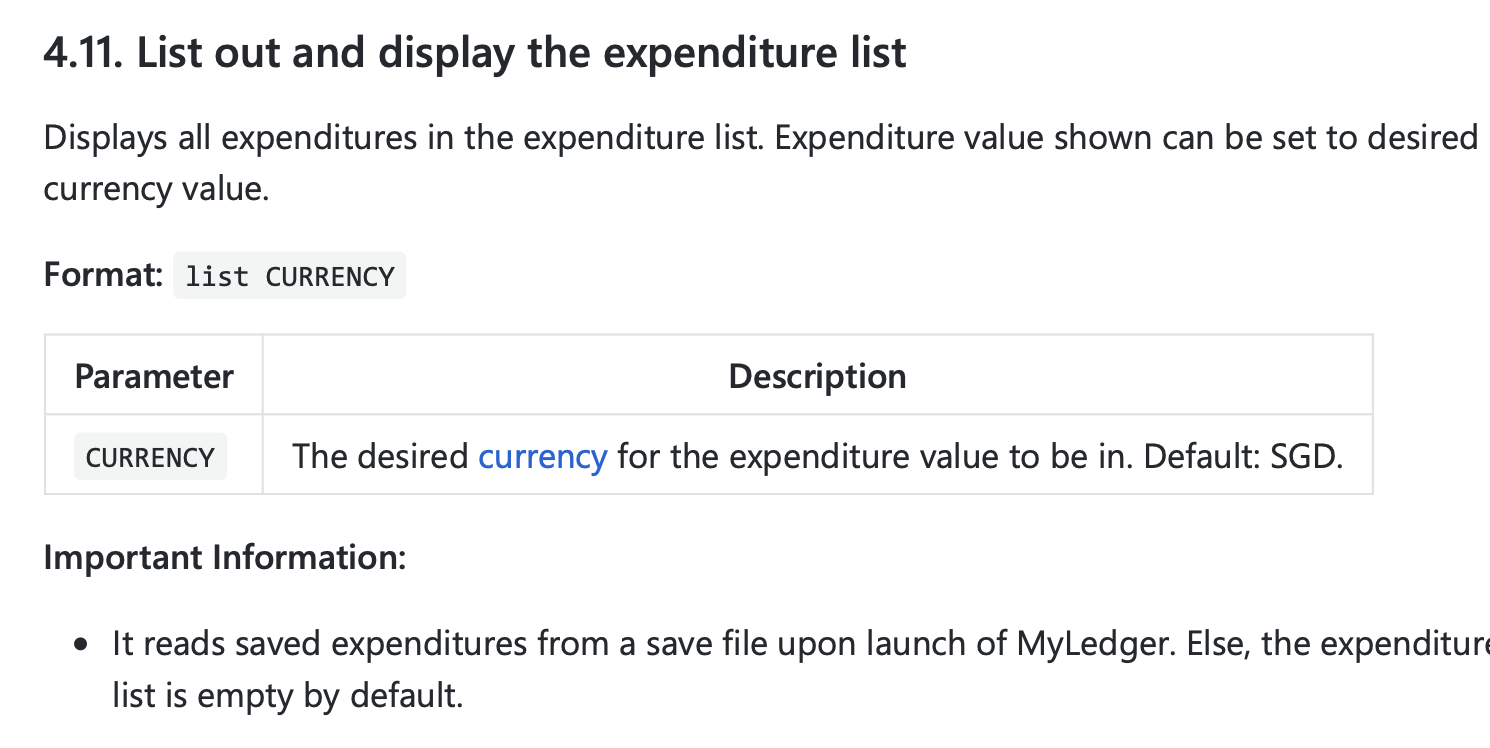 4.11. List out and display the expenditure list
Displays all expenditures in the expenditure list. Expenditure value shown can be set to desired
currency value.
Format: list CURRENCY
Parameter Description
CURRENCY The desired currency for the expenditure value to be in. Default: SGD.
Important Information:
• It reads saved expenditures from a save file upon launch of MyLedger. Else, the expenditure
list is empty by default.